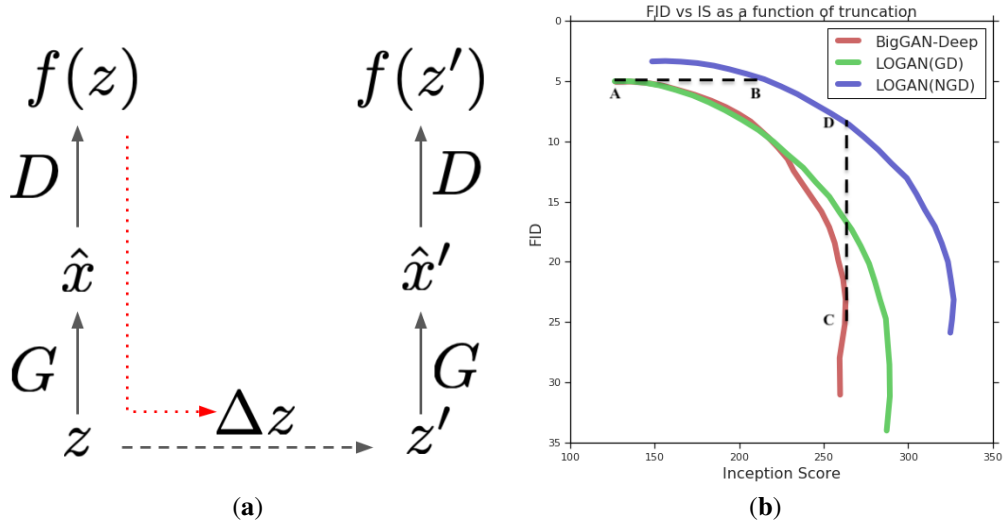 f(z)
f(z′)
D
D
x̂
x̂′
G
G
Δz
z
z′
(a)
FID vs IS as a function of truncation
BigGAN-Deep
LOGAN(GD)
LOGAN(NGD)
0
5
10
15
20
25
30
35
FID
A
B
D
C
100
150
200
250
300
350
Inception Score
(b)